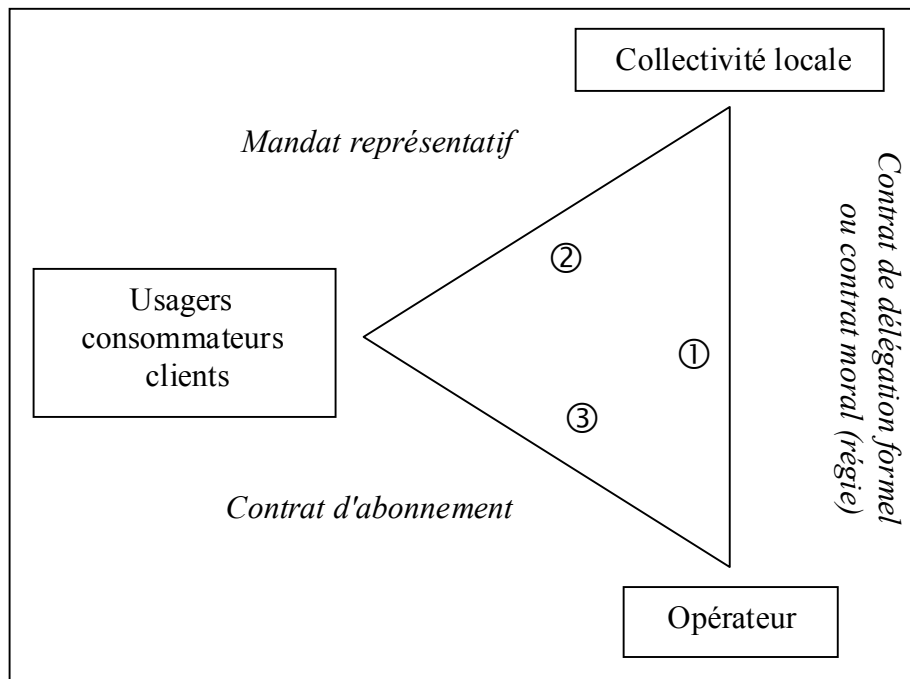 Collectivité locale
Mandat représentatif
Contrat de délégation formel
ou contrat moral (régie)
②
Usagers
consommateurs
clients
①
③
Contrat d'abonnement
Opérateur